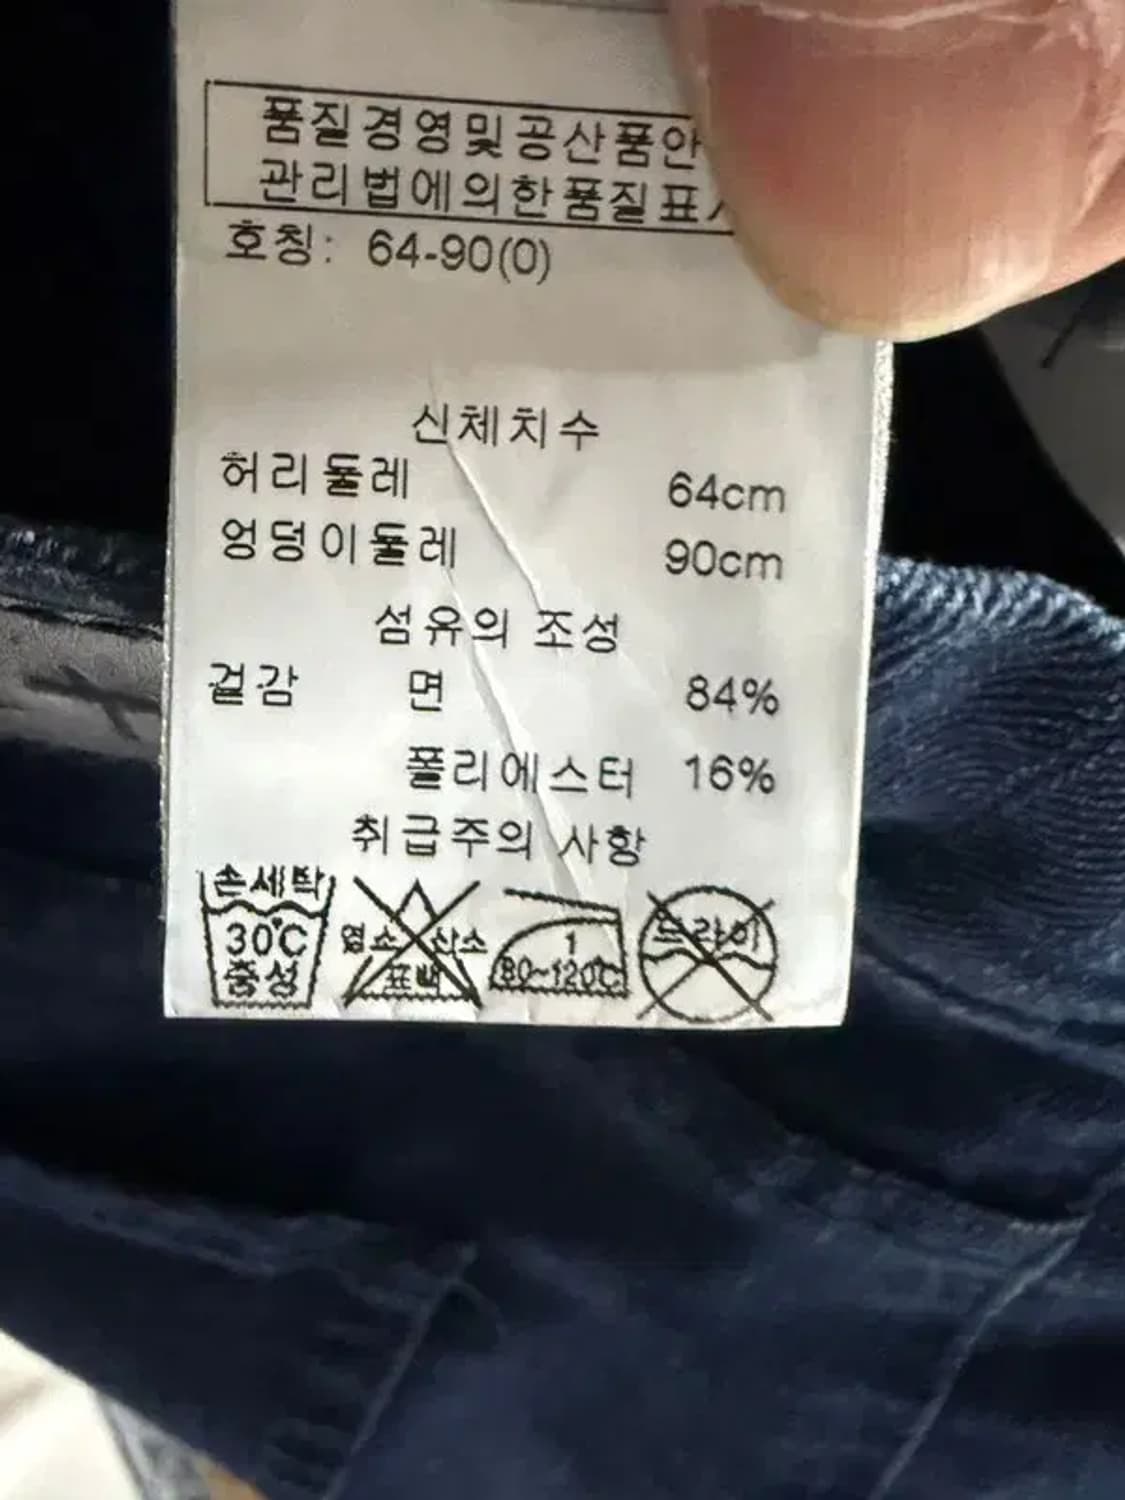 품질경영및공산품안
관리법에의한품질표
호칭: 64-90(0)
신체치수
허리둘레 64cm
엉덩이둘레 90cm
섬유의 조성
겉감 면 84%
폴리에스터 16%
취급주의 사항
손세탁
30℃
중성
염소 산소
표백
1
80~120℃
드라이